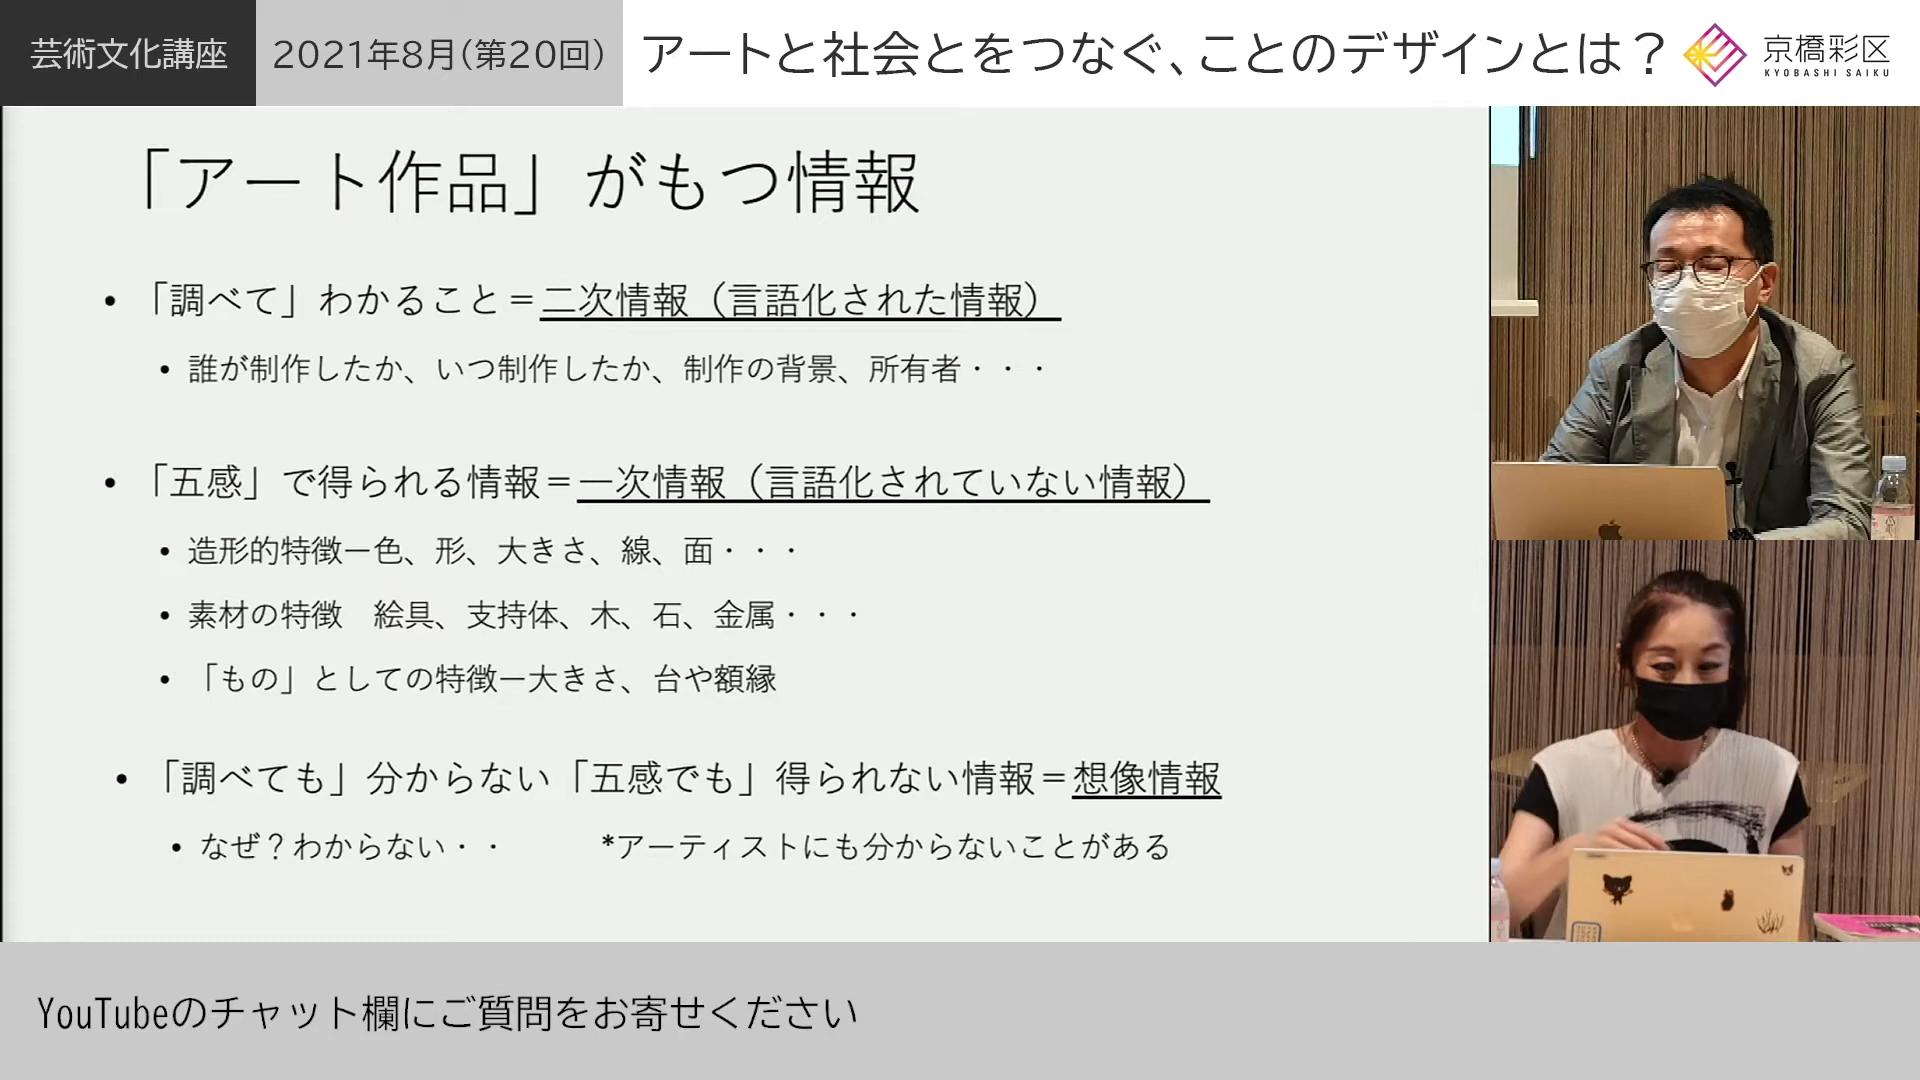 芸術文化講座
2021年8月(第20回)
アートと社会とをつなぐ、ことのデザインとは？
京橋彩区
KYOBASHI SAIKU
「アート作品」がもつ情報
• 「調べて」わかること＝二次情報（言語化された情報）
• 誰が制作したか、いつ制作したか、制作の背景、所有者・・・
• 「五感」で得られる情報＝一次情報（言語化されていない情報）
• 造形的特徴ー色、形、大きさ、線、面・・・
• 素材の特徴　絵具、支持体、木、石、金属・・・
• 「もの」としての特徴ー大きさ、台や額縁
• 「調べても」分からない「五感でも」得られない情報＝想像情報
• なぜ？わからない・・　　　*アーティストにも分からないことがある
YouTubeのチャット欄にご質問をお寄せください